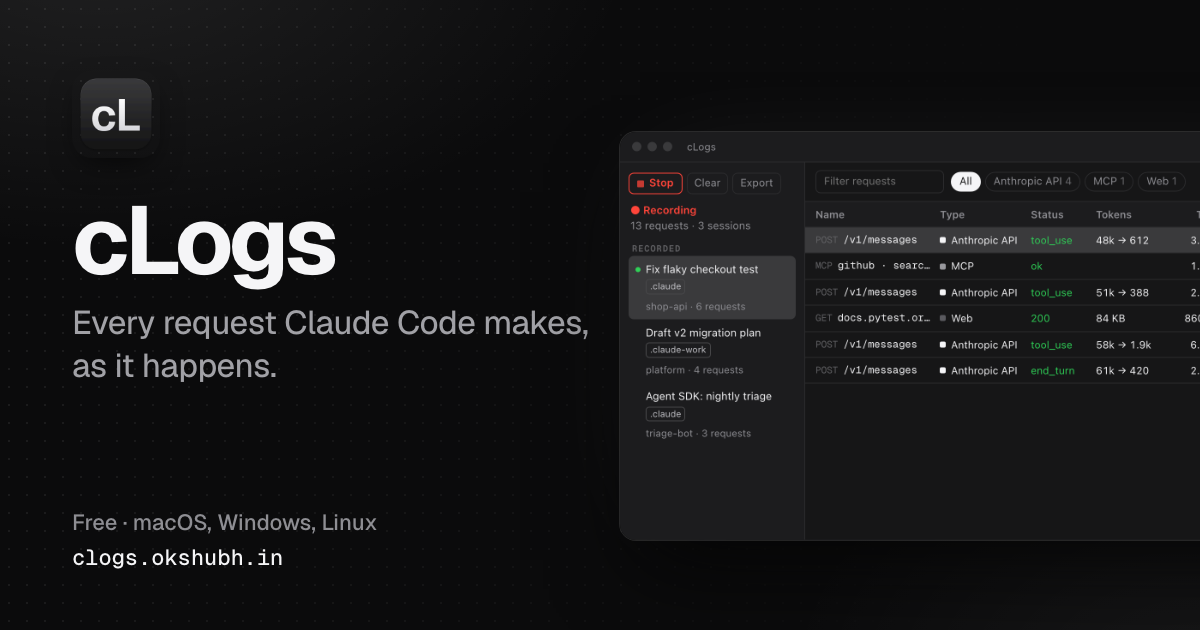 cL
cLogs
Every request Claude Code makes,
as it happens.
Free · macOS, Windows, Linux
clogs.okshubh.in
cLogs
Stop Clear Export
Recording
13 requests · 3 sessions
RECORDED
Fix flaky checkout test
.claude
shop-api · 6 requests
Draft v2 migration plan
.claude-work
platform · 4 requests
Agent SDK: nightly triage
.claude
triage-bot · 3 requests
Filter requests All Anthropic API 4 MCP 1 Web 1
Name Type Status Tokens
POST /v1/messages Anthropic API tool_use 48k → 612 3.
MCP github · searc… MCP ok 1.
POST /v1/messages Anthropic API tool_use 51k → 388 2.
GET docs.pytest.or… Web 200 84 KB 860
POST /v1/messages Anthropic API tool_use 58k → 1.9k 6.
POST /v1/messages Anthropic API end_turn 61k → 420 2.